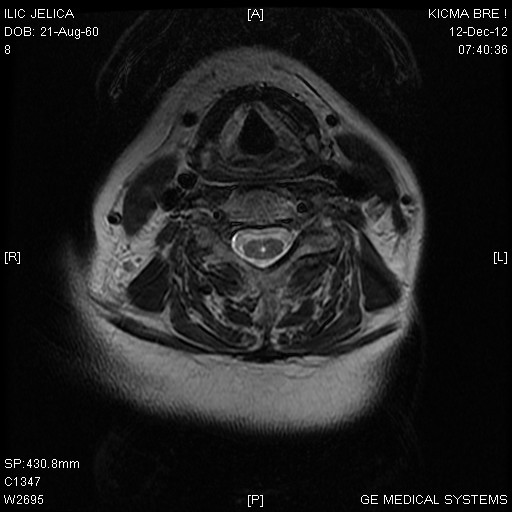 ILIC JELICA
DOB: 21-Aug-60
8
[A]
KICMA BRE !
12-Dec-12
07:40:36
[R]
[L]
SP:430.8mm
C1347
W2695
[P]
GE MEDICAL SYSTEMS